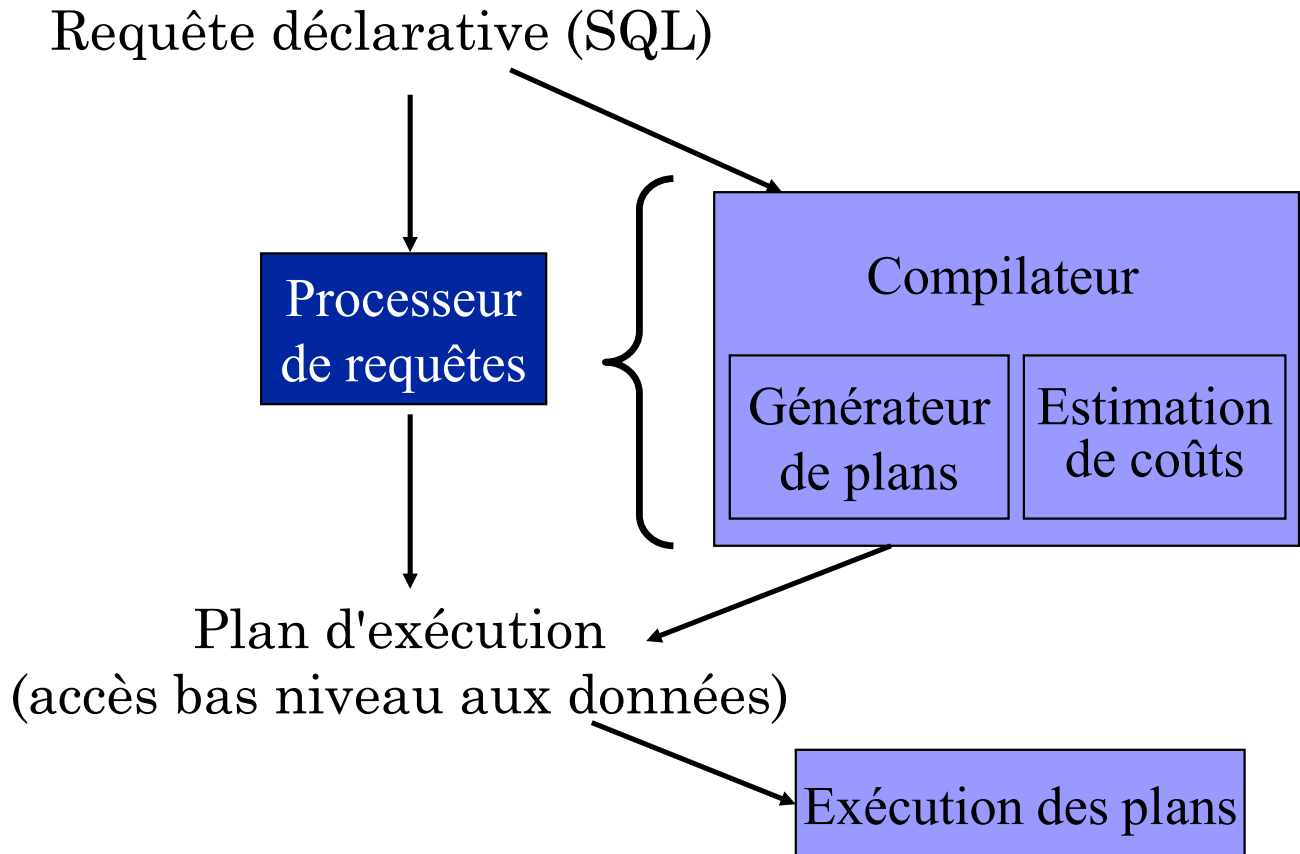 Requête déclarative (SQL)
Compilateur
Processeur
de requêtes
Générateur
de plans
Estimation
de coûts
Plan d'exécution
(accès bas niveau aux données)
Exécution des plans